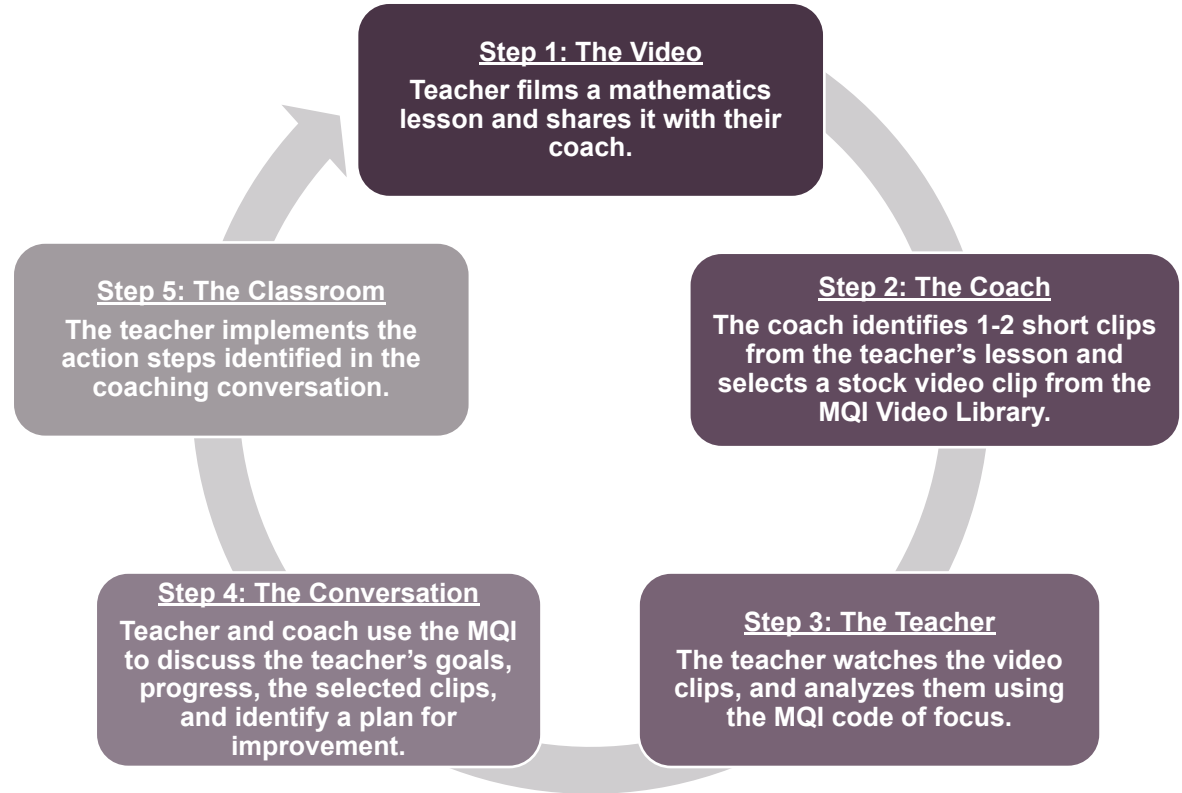 Step 1: The Video
Teacher films a mathematics
lesson and shares it with their
coach.
Step 2: The Coach
The coach identifies 1-2 short clips
from the teacher’s lesson and
selects a stock video clip from the
MQI Video Library.
Step 3: The Teacher
The teacher watches the video
clips, and analyzes them using
the MQI code of focus.
Step 4: The Conversation
Teacher and coach use the MQI
to discuss the teacher’s goals,
progress, the selected clips,
and identify a plan for
improvement.
Step 5: The Classroom
The teacher implements the
action steps identified in the
coaching conversation.